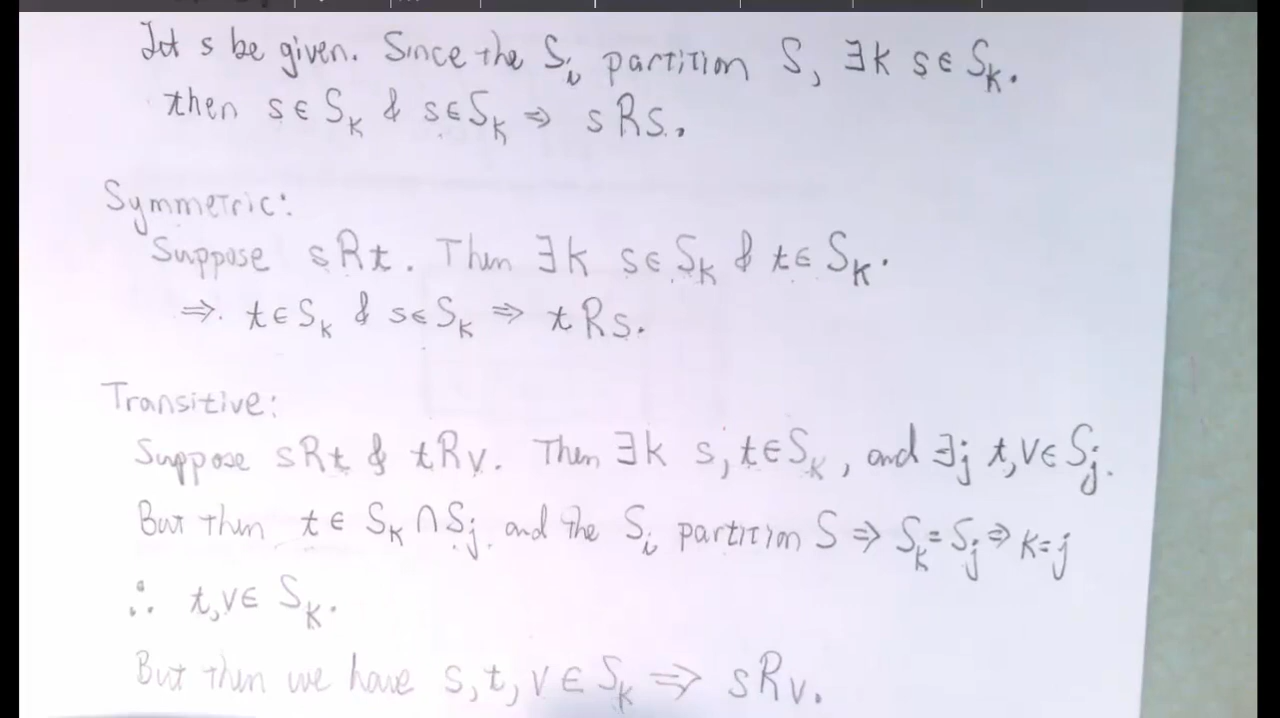 Let s be given. Since the Sᵢ partition S, ∃k s∈Sₖ.
then s∈Sₖ & s∈Sₖ ⇒ sRs.
Symmetric:
Suppose sRt. Then ∃k s∈Sₖ & t∈Sₖ.
⇒ t∈Sₖ & s∈Sₖ ⇒ tRs.
Transitive:
Suppose sRt & tRv. Then ∃k s,t∈Sₖ, and ∃j t,v∈Sⱼ.
But then t∈ Sₖ∩Sⱼ. and the Sᵢ partition S ⇒ Sₖ=Sⱼ ⇒ k=j
∴ t,v∈ Sₖ.
But then we have s,t,v∈Sₖ ⇒ sRv.